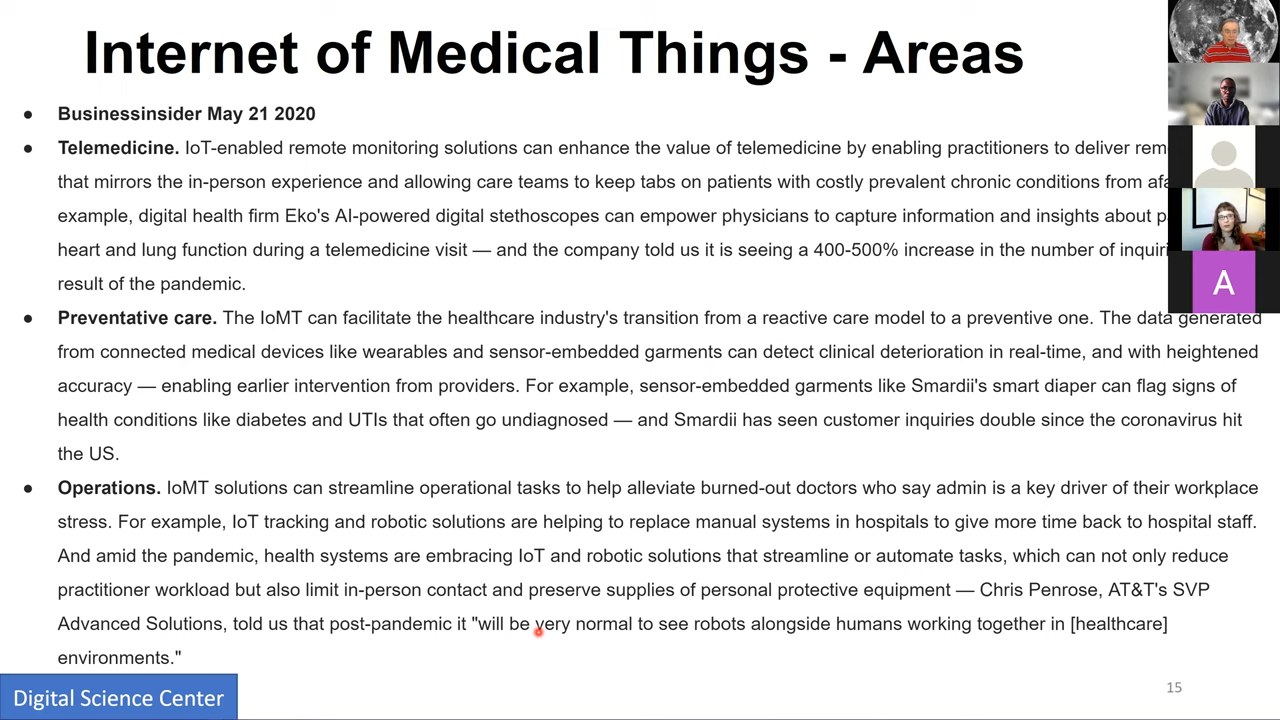 Internet of Medical Things - Areas
● Businessinsider May 21 2020
● Telemedicine. IoT-enabled remote monitoring solutions can enhance the value of telemedicine by enabling practitioners to deliver
that mirrors the in-person experience and allowing care teams to keep tabs on patients with costly prevalent chronic conditions from
example, digital health firm Eko's AI-powered digital stethoscopes can empower physicians to capture information and insights about
heart and lung function during a telemedicine visit — and the company told us it is seeing a 400-500% increase in the number of
result of the pandemic.
● Preventative care. The IoMT can facilitate the healthcare industry's transition from a reactive care model to a preventive one. The data generated
from connected medical devices like wearables and sensor-embedded garments can detect clinical deterioration in real-time, and with heightened
accuracy — enabling earlier intervention from providers. For example, sensor-embedded garments like Smardii's smart diaper can flag signs of
health conditions like diabetes and UTIs that often go undiagnosed — and Smardii has seen customer inquiries double since the coronavirus hit
the US.
● Operations. IoMT solutions can streamline operational tasks to help alleviate burned-out doctors who say admin is a key driver of their workplace
stress. For example, IoT tracking and robotic solutions are helping to replace manual systems in hospitals to give more time back to hospital staff.
And amid the pandemic, health systems are embracing IoT and robotic solutions that streamline or automate tasks, which can not only reduce
practitioner workload but also limit in-person contact and preserve supplies of personal protective equipment — Chris Penrose, AT&T's SVP
Advanced Solutions, told us that post-pandemic it "will be very normal to see robots alongside humans working together in [healthcare]
environments."
Digital Science Center
15
A